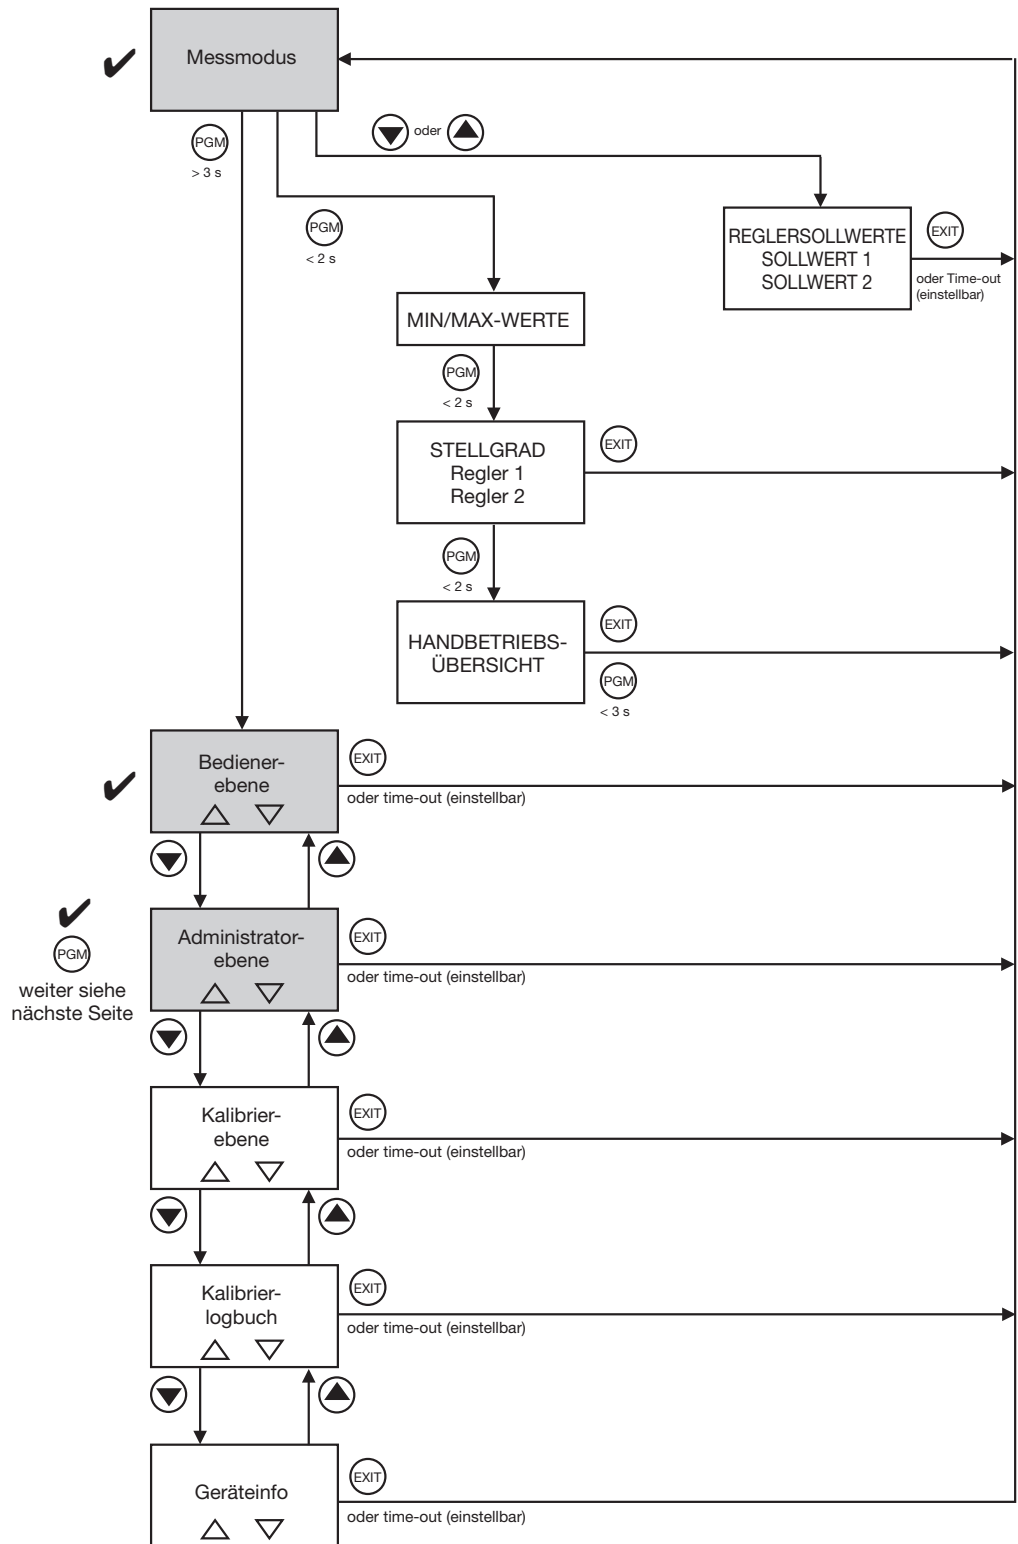 Messmodus
PGM
> 3 s
oder
PGM
< 2 s
REGLERSOLLWERTE
SOLLWERT 1
SOLLWERT 2
EXIT
oder Time-out
(einstellbar)
MIN/MAX-WERTE
PGM
< 2 s
STELLGRAD
Regler 1
Regler 2
EXIT
PGM
< 2 s
HANDBETRIEBS-
ÜBERSICHT
EXIT
PGM
< 3 s
Bediener-
ebene
EXIT
oder time-out (einstellbar)
PGM
weiter siehe
nächste Seite
Administrator-
ebene
EXIT
oder time-out (einstellbar)
Kalibrier-
ebene
EXIT
oder time-out (einstellbar)
Kalibrier-
logbuch
EXIT
oder time-out (einstellbar)
Geräteinfo
EXIT
oder time-out (einstellbar)